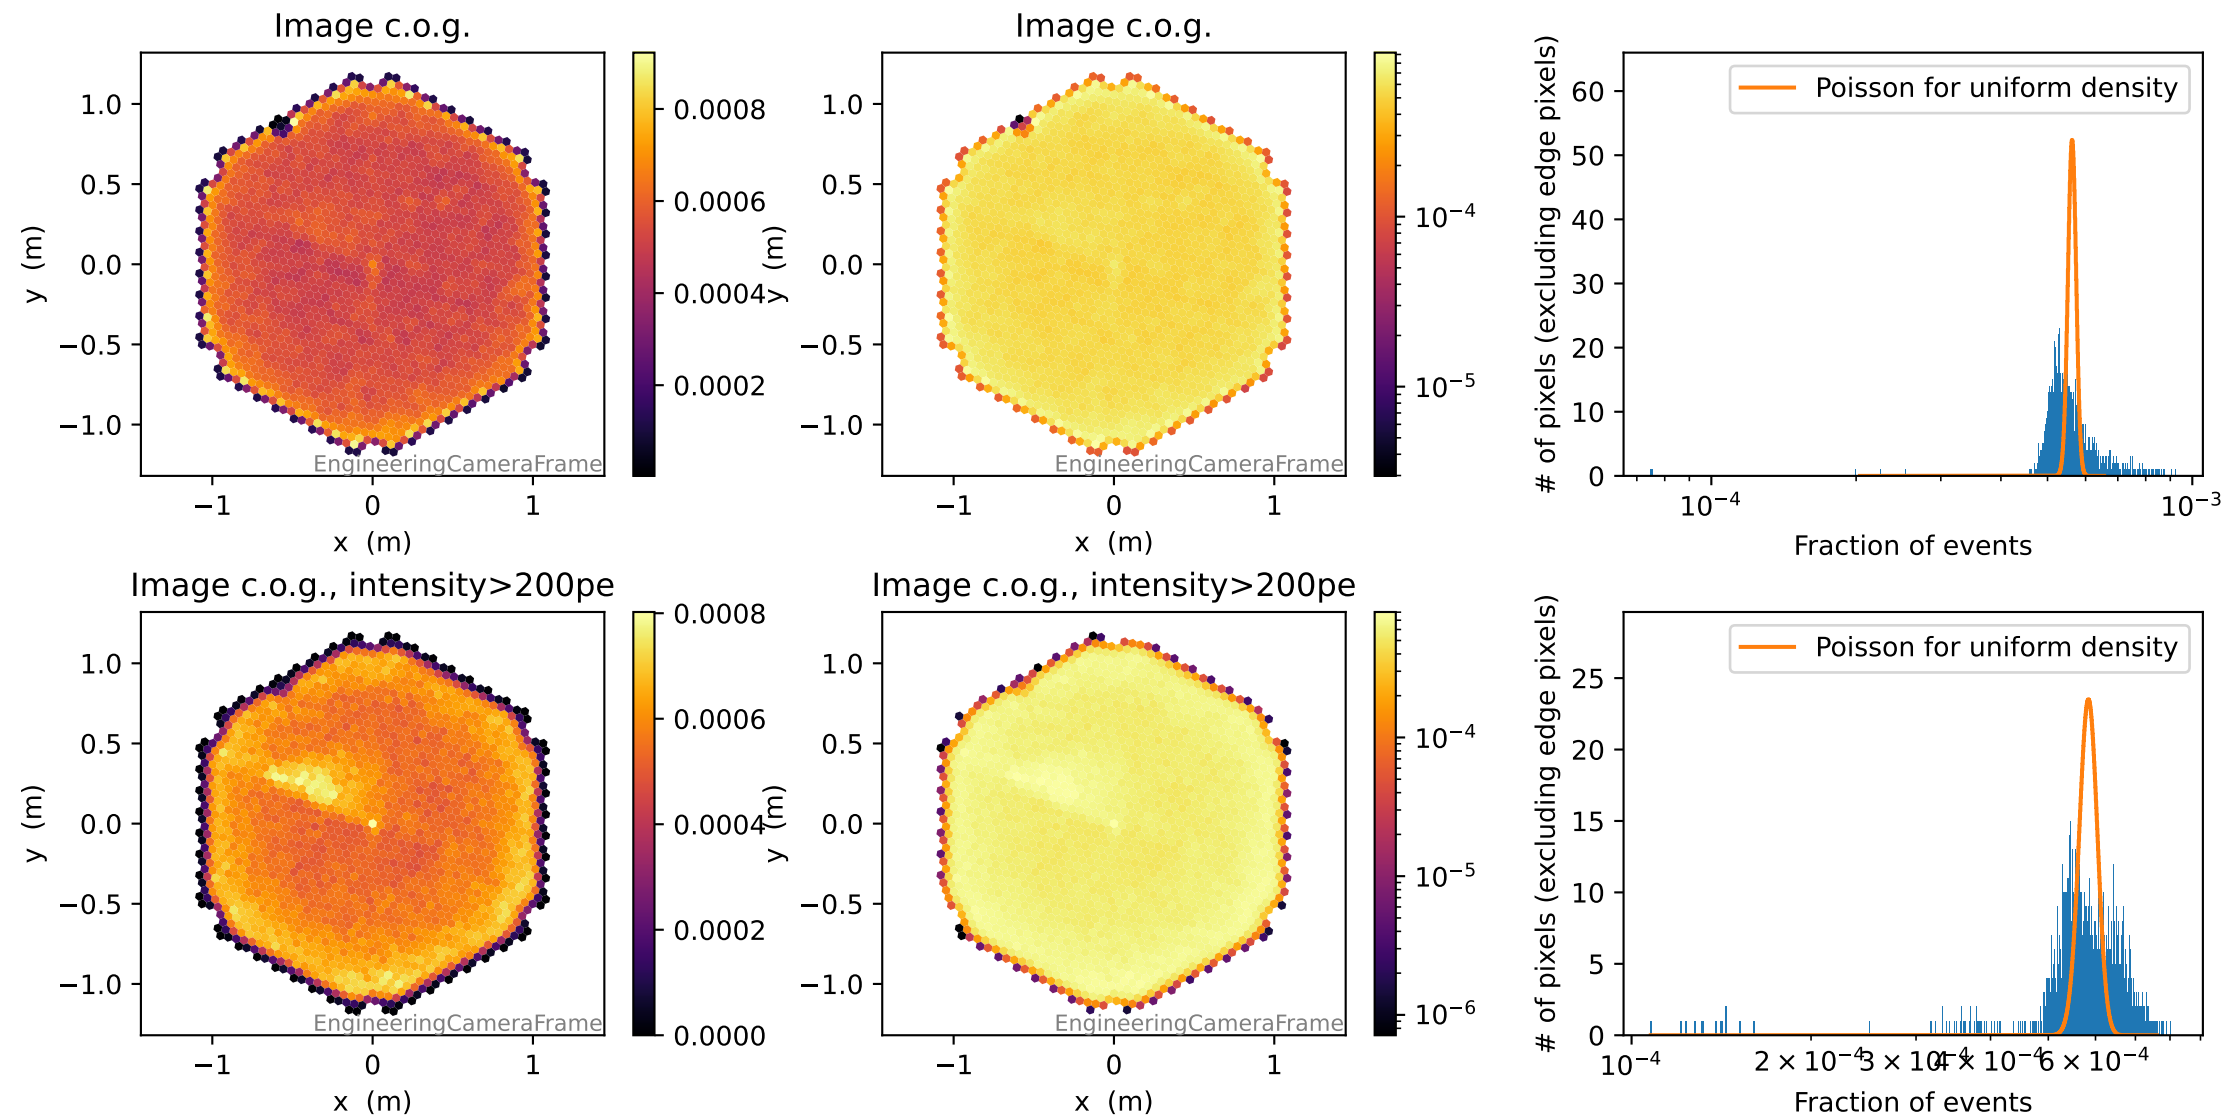 Image c.o.g.
y (m)
1.0
0.5
0.0
−0.5
−1.0
−1
0
1
x (m)
EngineeringCameraFrame
0.0008
0.0006
0.0004
0.0002
Image c.o.g.
y (m)
1.0
0.5
0.0
−0.5
−1.0
−1
0
1
x (m)
EngineeringCameraFrame
10⁻⁴
10⁻⁵
# of pixels (excluding edge pixels)
60
50
40
30
20
10
0
Poisson for uniform density
10⁻⁴
10⁻³
Fraction of events
Image c.o.g., intensity>200pe
y (m)
1.0
0.5
0.0
−0.5
−1.0
−1
0
1
x (m)
EngineeringCameraFrame
0.0008
0.0006
0.0004
0.0002
0.0000
Image c.o.g., intensity>200pe
y (m)
1.0
0.5
0.0
−0.5
−1.0
−1
0
1
x (m)
EngineeringCameraFrame
10⁻⁴
10⁻⁵
10⁻⁶
# of pixels (excluding edge pixels)
25
20
15
10
5
0
Poisson for uniform density
10⁻⁴
2 × 10⁻⁴
3 × 10⁻⁴
4 × 10⁻⁴
6 × 10⁻⁴
Fraction of events